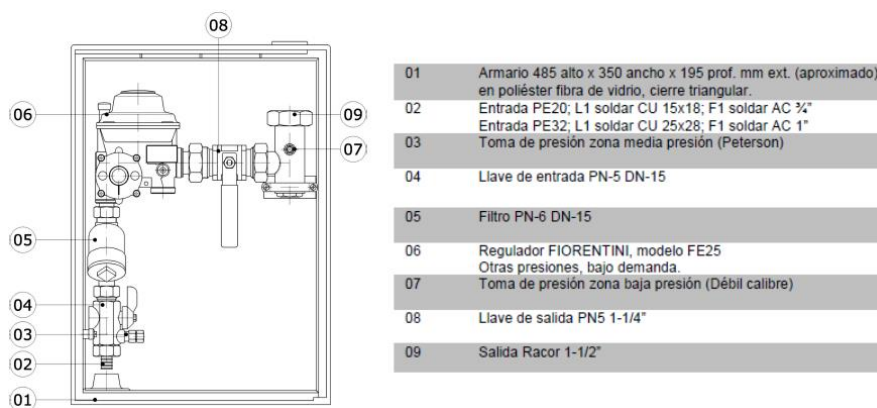 08
06
09
07
05
04
03
02
01
01 Armario 485 alto x 350 ancho x 195 prof. mm ext. (aproximado)
en poliéster fibra de vidrio, cierre triangular.
02 Entrada PE20; L1 soldar CU 15x18; F1 soldar AC ¾"
Entrada PE32; L1 soldar CU 25x28; F1 soldar AC 1"
03 Toma de presión zona media presión (Peterson)
04 Llave de entrada PN-5 DN-15
05 Filtro PN-6 DN-15
06 Regulador FIORENTINI, modelo FE25
Otras presiones, bajo demanda.
07 Toma de presión zona baja presión (Débil calibre)
08 Llave de salida PN5 1-1/4"
09 Salida Racor 1-1/2"